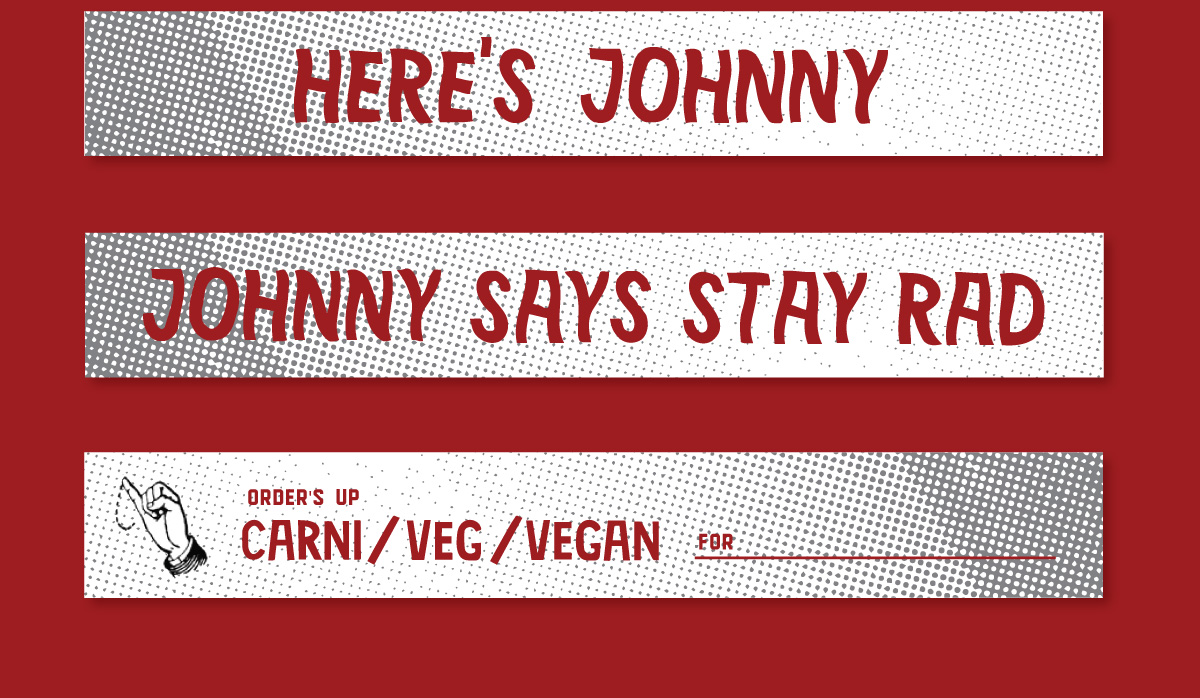 HERE'S JOHNNY
JOHNNY SAYS STAY RAD
ORDER'S UP
CARNI/VEG/VEGAN FOR